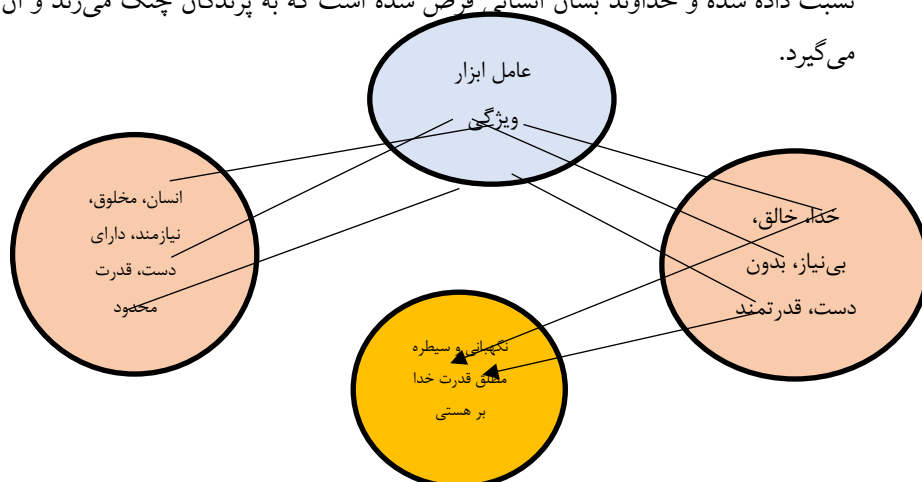 نسبت داده شده و خداوند بسان انسانی فرض شده است که به پرندگان چنگ می‌زند و آن
می‌گیرد.
عامل ابزار
ویژگی
انسان، مخلوق،
نیازمند، دارای
دست، قدرت
محدود
خدا، خالق،
بی‌نیاز، بدون
دست، قدرتمند
نگهبانی و سیطره
مطلق قدرت خدا
بر هستی